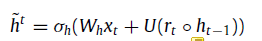 h̃ᵗ = σₕ(Wₕxₜ + U(rₜ ∘ hₜ₋₁))